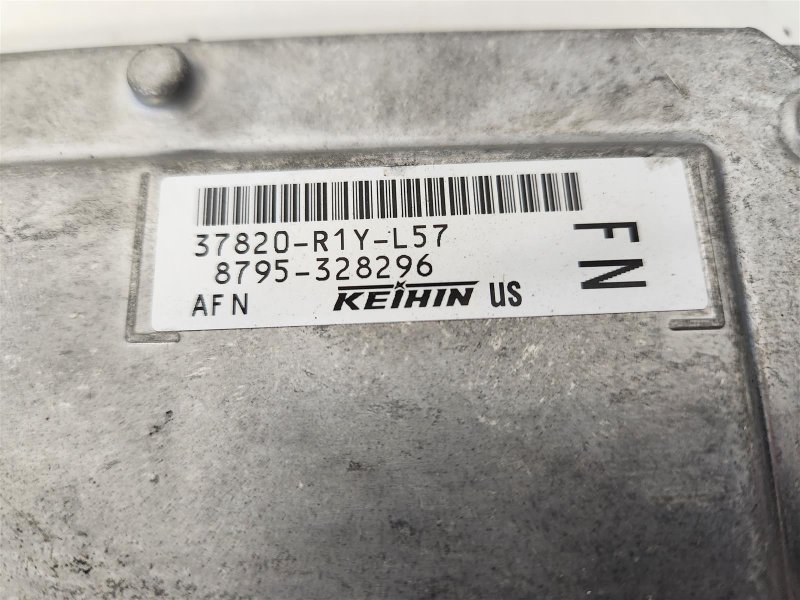 37820-R1Y-L57
8795-328296
AFN KEIHIN US
FN